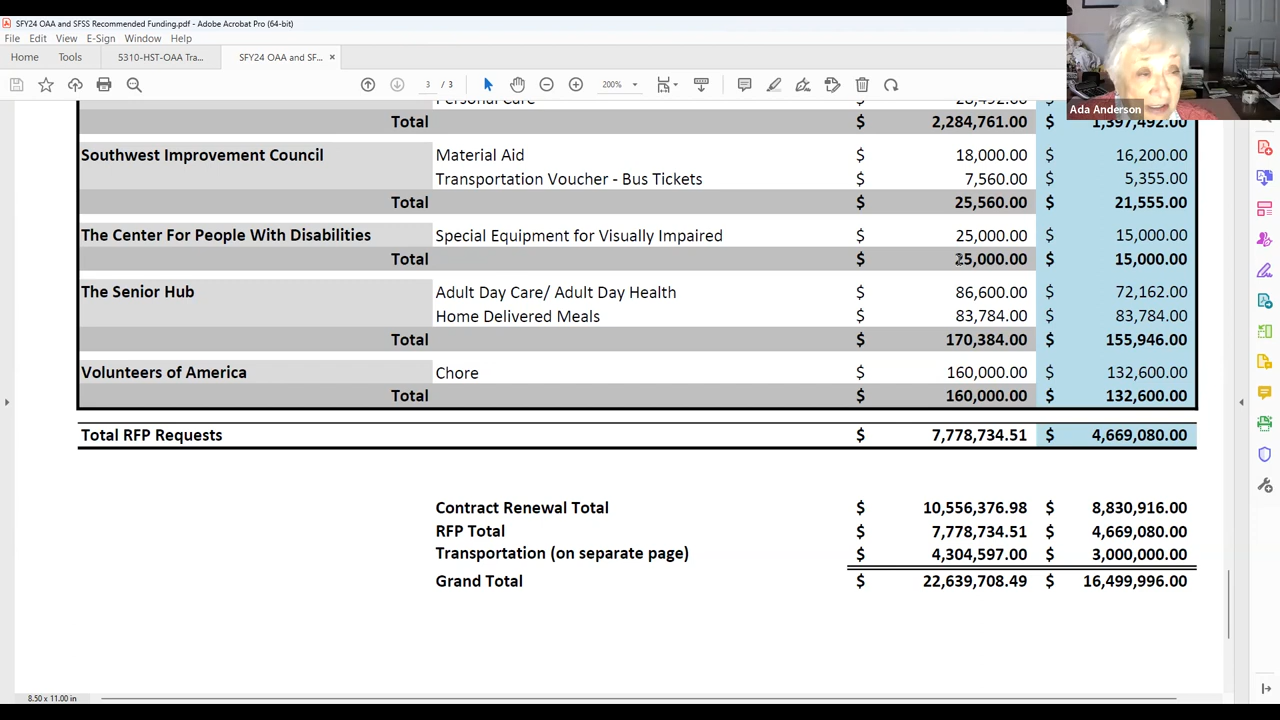 SFY24 OAA and SFSS Recommended Funding.pdf - Adobe Acrobat Pro (64-bit)
File Edit View E-Sign Window Help
Home Tools 5310-HST-OAA Tra... SFY24 OAA and SF... ×
3 / 3 200%
Ada Anderson
Personal Care $ 28,492.00 $
Total $ 2,284,761.00 $ 1,397,492.00
Southwest Improvement Council Material Aid $ 18,000.00 $ 16,200.00
Transportation Voucher - Bus Tickets $ 7,560.00 $ 5,355.00
Total $ 25,560.00 $ 21,555.00
The Center For People With Disabilities Special Equipment for Visually Impaired $ 25,000.00 $ 15,000.00
Total $ 25,000.00 $ 15,000.00
The Senior Hub Adult Day Care/ Adult Day Health $ 86,600.00 $ 72,162.00
Home Delivered Meals $ 83,784.00 $ 83,784.00
Total $ 170,384.00 $ 155,946.00
Volunteers of America Chore $ 160,000.00 $ 132,600.00
Total $ 160,000.00 $ 132,600.00
Total RFP Requests $ 7,778,734.51 $ 4,669,080.00
Contract Renewal Total $ 10,556,376.98 $ 8,830,916.00
RFP Total $ 7,778,734.51 $ 4,669,080.00
Transportation (on separate page) $ 4,304,597.00 $ 3,000,000.00
Grand Total $ 22,639,708.49 $ 16,499,996.00
8.50 x 11.00 in